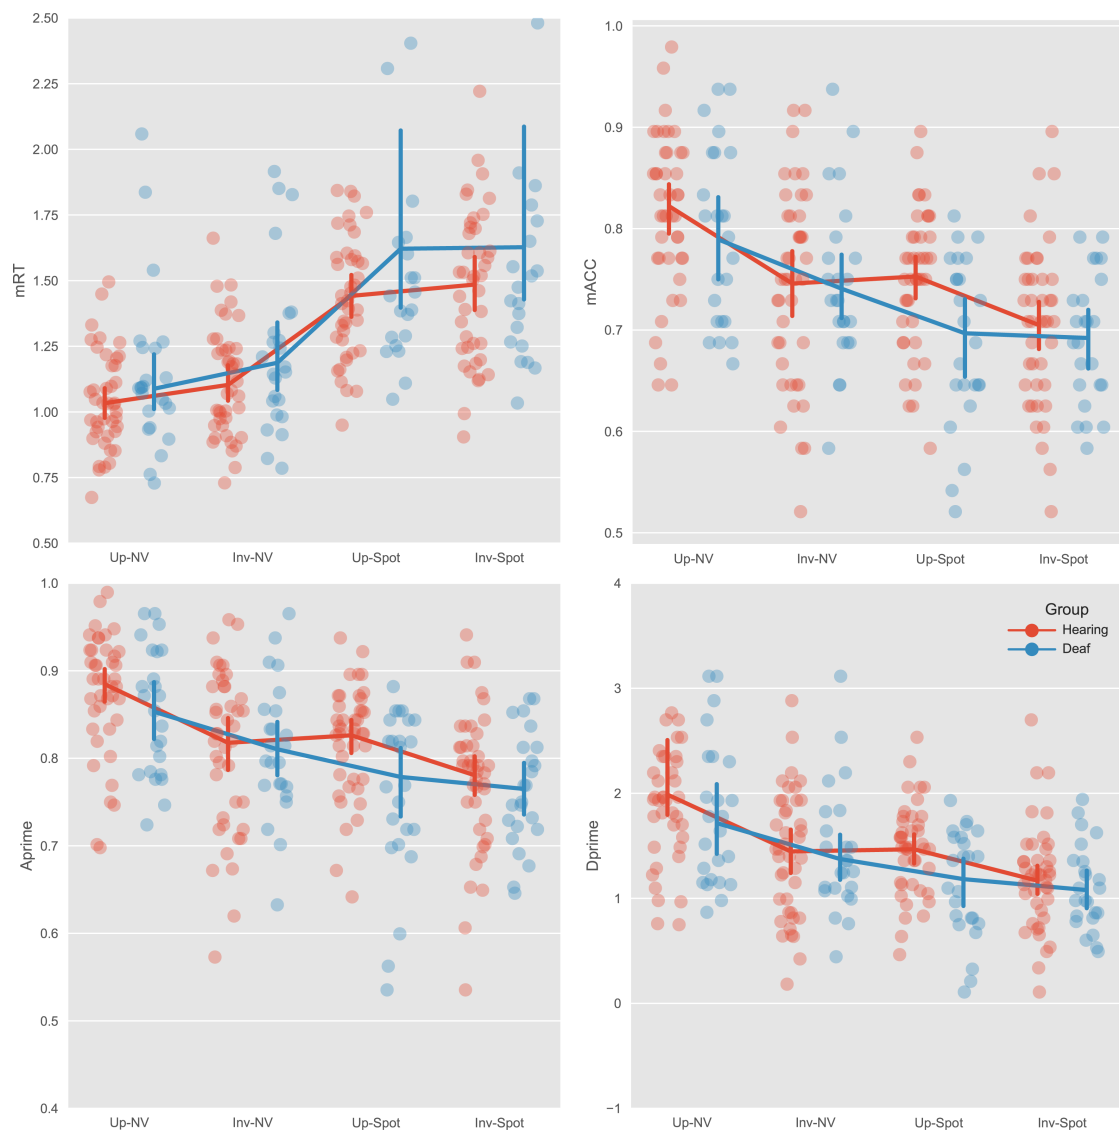 2.50
2.25
2.00
1.75
1.50
1.25
1.00
0.75
0.50
mRT
Up-NV Inv-NV Up-Spot Inv-Spot
1.0
0.9
0.8
0.7
0.6
0.5
mACC
Up-NV Inv-NV Up-Spot Inv-Spot
1.0
0.9
0.8
0.7
0.6
0.5
0.4
Aprime
Up-NV Inv-NV Up-Spot Inv-Spot
4
3
2
1
0
−1
Dprime
Group
Hearing
Deaf
Up-NV Inv-NV Up-Spot Inv-Spot